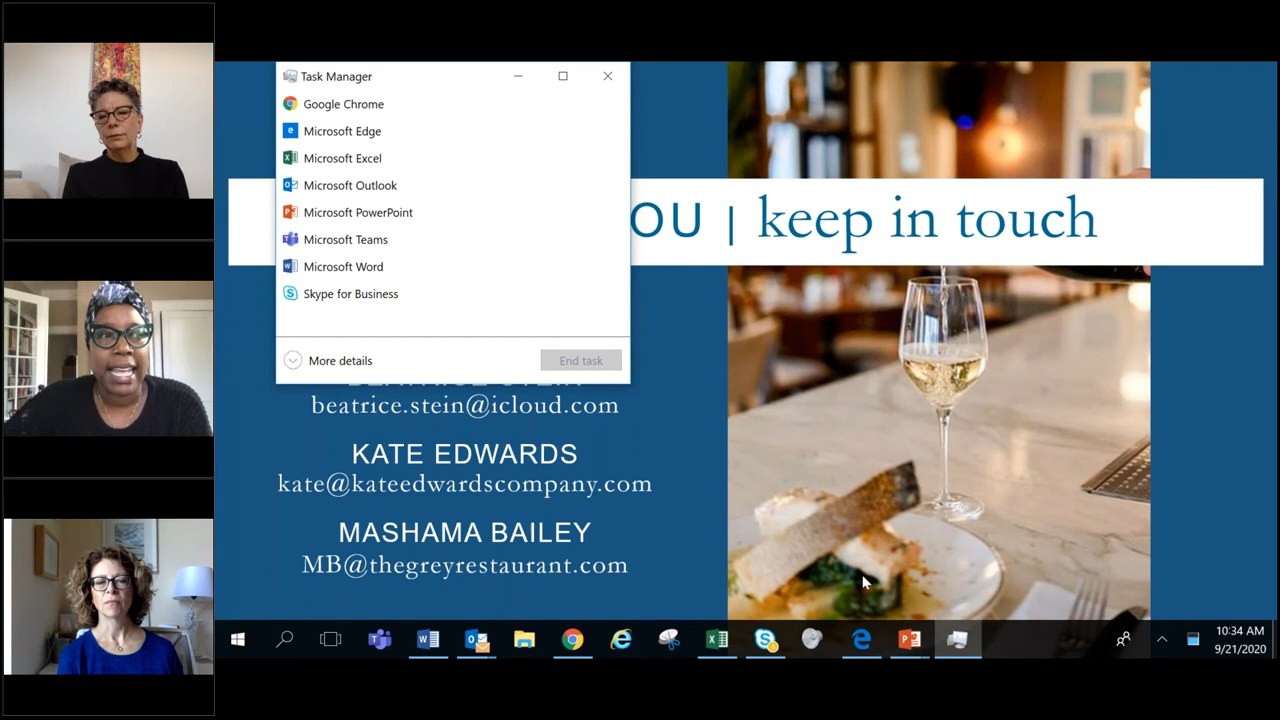 Task Manager
Google Chrome
Microsoft Edge
Microsoft Excel
Microsoft Outlook
Microsoft PowerPoint
Microsoft Teams
Microsoft Word
Skype for Business
More details
End task
OU | keep in touch
BEATRICE STEIN
beatrice.stein@icloud.com
KATE EDWARDS
kate@kateedwardscompany.com
MASHAMA BAILEY
MB@thegreyrestaurant.com
10:34 AM
9/21/2020